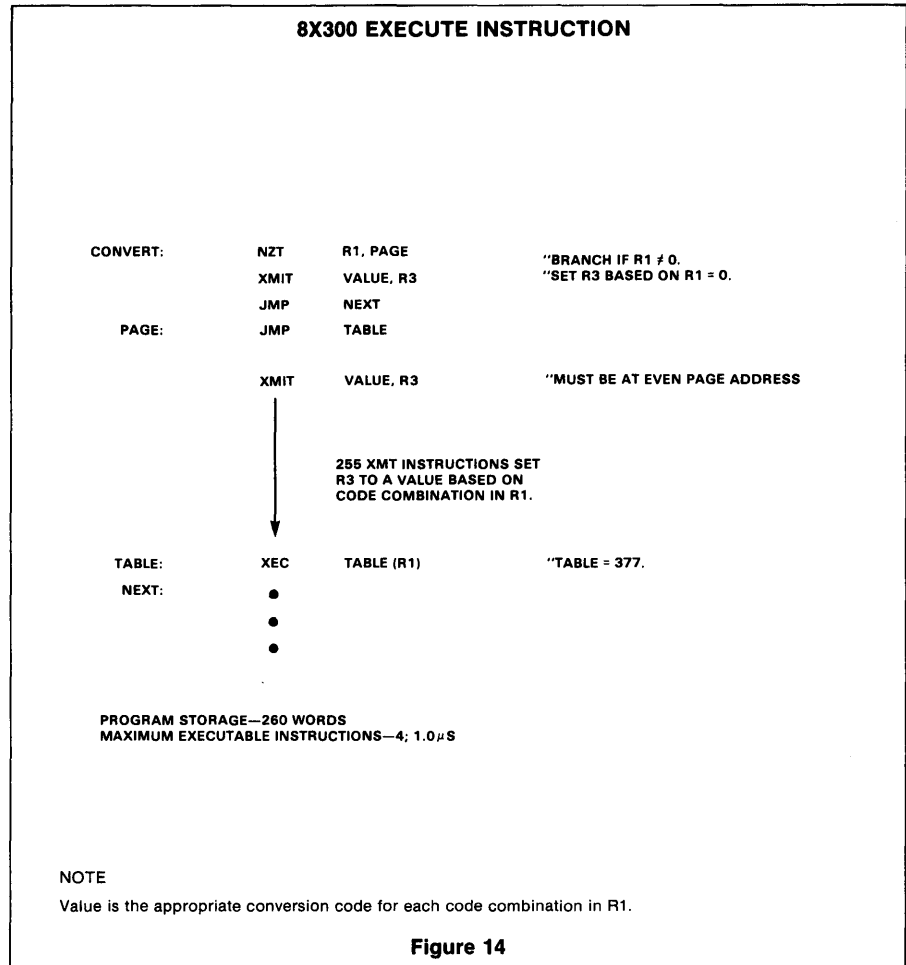 8X300 EXECUTE INSTRUCTION
CONVERT: NZT R1, PAGE "BRANCH IF R1 ≠ 0.
XMIT VALUE, R3 "SET R3 BASED ON R1 = 0.
JMP NEXT
PAGE: JMP TABLE
XMIT VALUE, R3 "MUST BE AT EVEN PAGE ADDRESS
255 XMT INSTRUCTIONS SET
R3 TO A VALUE BASED ON
CODE COMBINATION IN R1.
TABLE: XEC TABLE (R1) "TABLE = 377.
NEXT:
PROGRAM STORAGE—260 WORDS
MAXIMUM EXECUTABLE INSTRUCTIONS—4; 1.0μS
NOTE
Value is the appropriate conversion code for each code combination in R1.
Figure 14